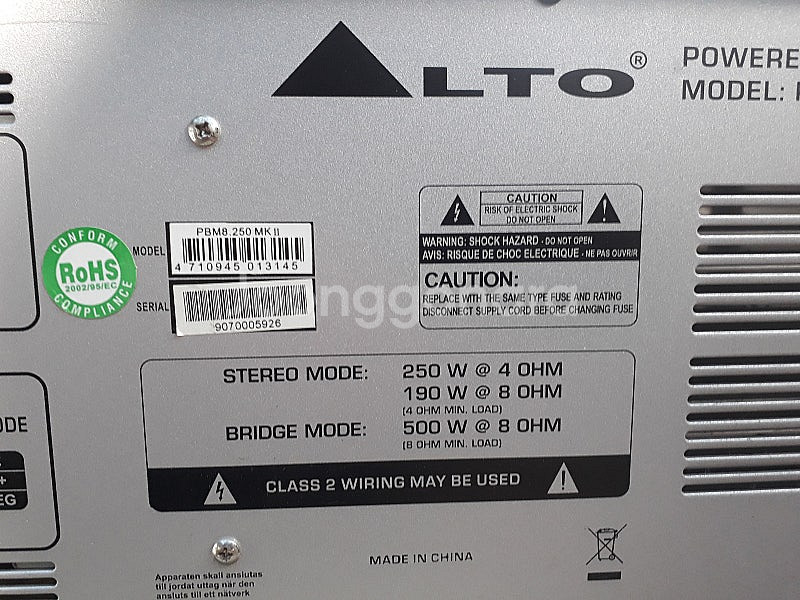 ALTO®
POWERE
MODEL:
CONFORM
RoHS
2002/95/EC
COMPLIANCE
MODEL
PBM8.250 MK II
4 710945 013145
SERIAL
9070005926
CAUTION
RISK OF ELECTRIC SHOCK
DO NOT OPEN
WARNING: SHOCK HAZARD - DO NOT OPEN
AVIS: RISQUE DE CHOC ELECTRIQUE - NE PAS OUVRIR
CAUTION:
REPLACE WITH THE SAME TYPE FUSE AND RATING
DISCONNECT SUPPLY CORD BEFORE CHANGING FUSE
STEREO MODE: 250 W @ 4 OHM
190 W @ 8 OHM
(4 OHM MIN. LOAD)
BRIDGE MODE: 500 W @ 8 OHM
(8 OHM MIN. LOAD)
CLASS 2 WIRING MAY BE USED
ODE
+
EG
MADE IN CHINA
Apparaten skall anslutas
till jordat uttag när den
ansluts till ett nätverk